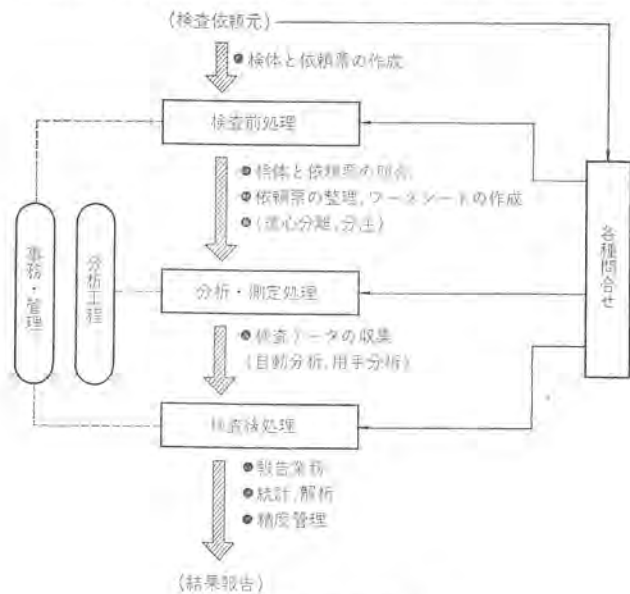 (検査依頼元)
検体と依頼票の作成
検査前処理
検体と依頼票の
依頼票の整理,ワークシートの作成
(遠心分離,分注)
事務・管理
分析工程
各種問合せ
分析・測定処理
検査データの収集
(自動分析,用手分析)
検査後処理
報告業務
統計,解析
精度管理
(結果報告)